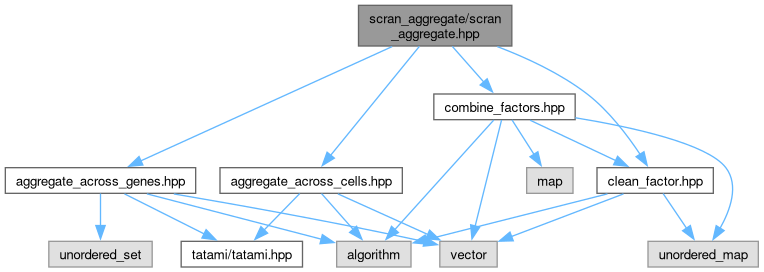 scran_aggregate/scran
_aggregate.hpp
combine_factors.hpp
aggregate_across_genes.hpp
aggregate_across_cells.hpp
map
clean_factor.hpp
unordered_set
tatami/tatami.hpp
algorithm
vector
unordered_map